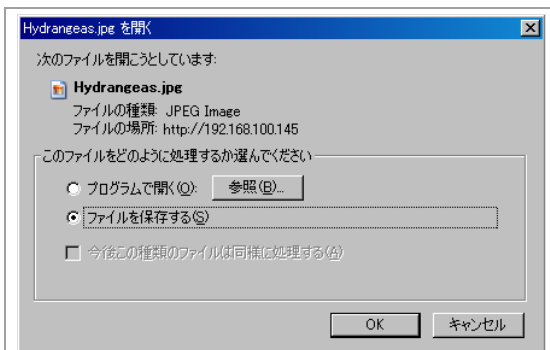 Hydrangeas.jpg を開く
次のファイルを開こうとしています:
Hydrangeas.jpg
ファイルの種類: JPEG Image
ファイルの場所: http://192.168.100.145
このファイルをどのように処理するか選んでください
プログラムで開く(O): 参照(B)...
ファイルを保存する(S)
今後この種類のファイルは同様に処理する(A)
OK キャンセル